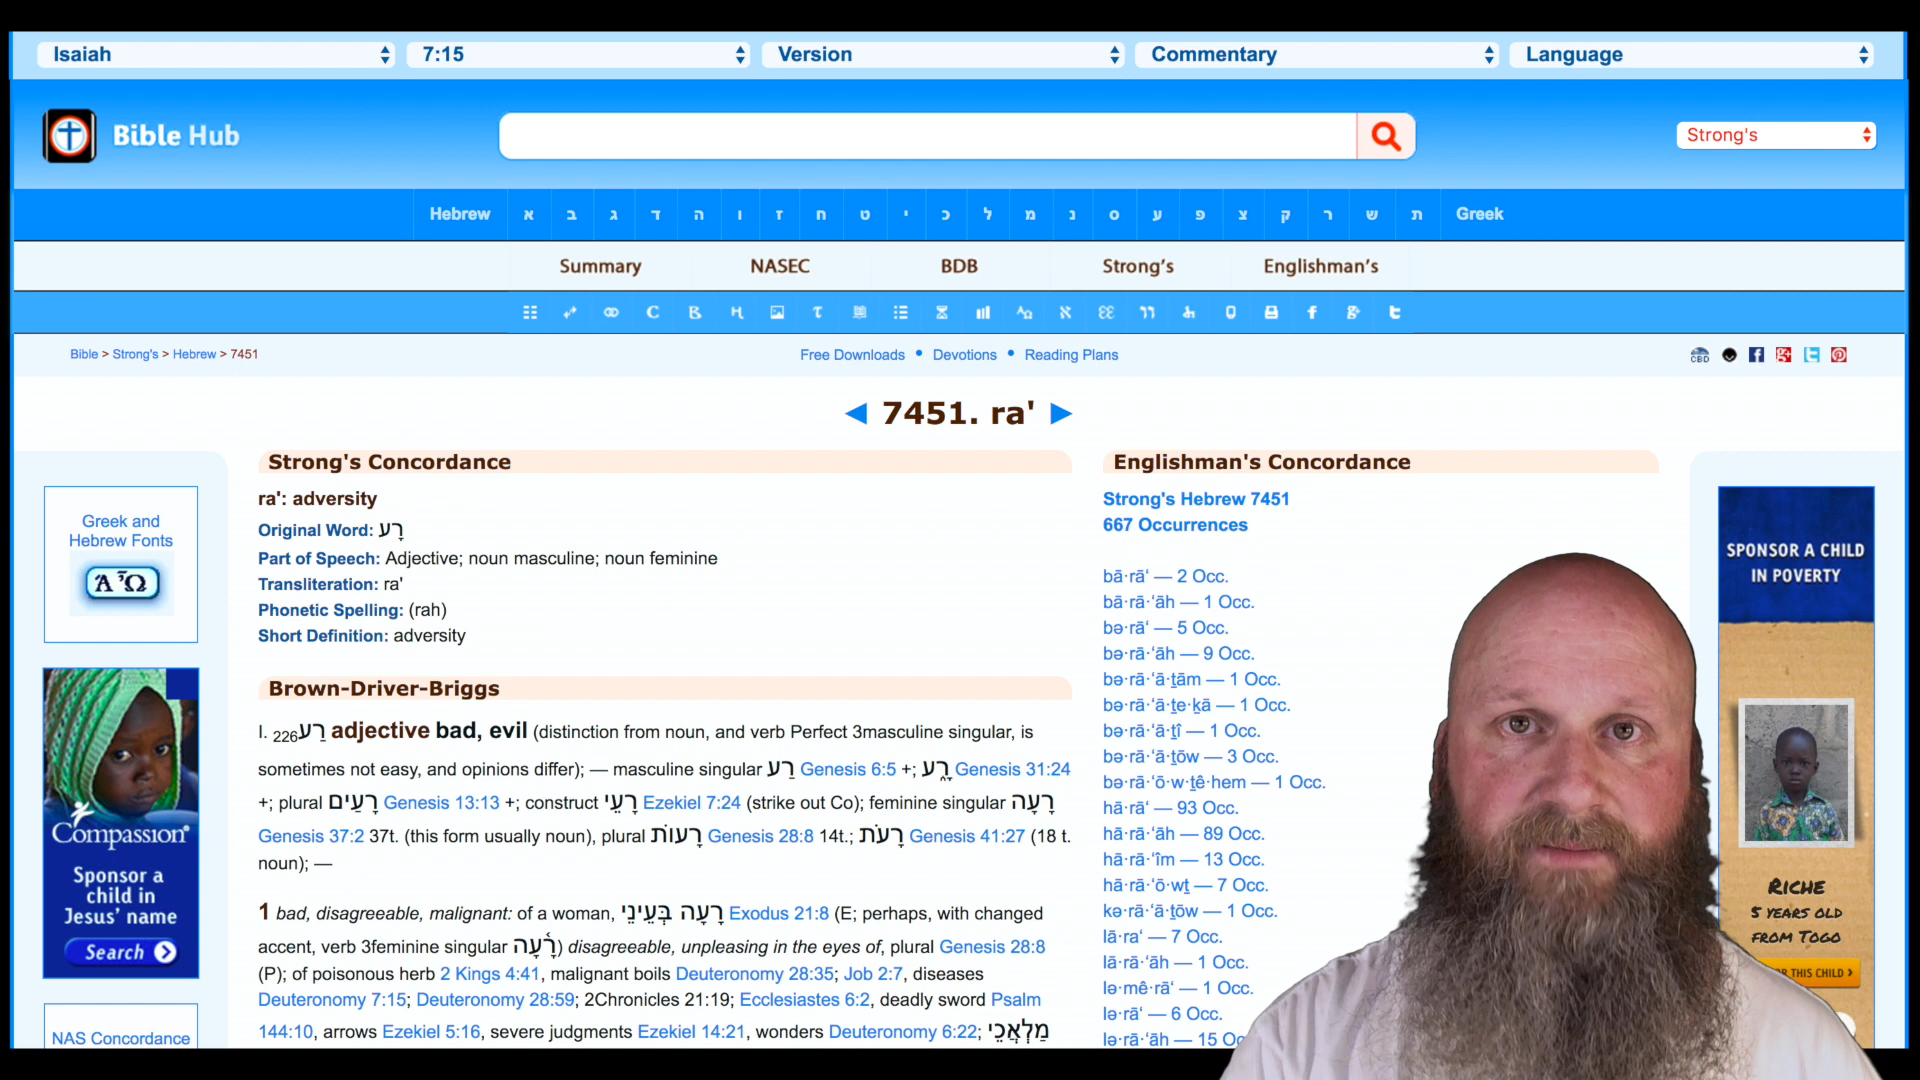 Isaiah 7:15 Version Commentary Language
Bible Hub
Strong's
Hebrew א ב ג ד ה ו ז ח ט י כ ל מ נ ס ע פ צ ק ר ש ת Greek
Summary NASEC BDB Strong's Englishman's
Bible > Strong's > Hebrew > 7451
Free Downloads • Devotions • Reading Plans
CBD
◄ 7451. ra' ►
Greek and
Hebrew Fonts
Compassion
Sponsor a
child in
Jesus' name
Search
NAS Concordance
Strong's Concordance
ra': adversity
Original Word: רָע
Part of Speech: Adjective; noun masculine; noun feminine
Transliteration: ra'
Phonetic Spelling: (rah)
Short Definition: adversity
Brown-Driver-Briggs
I. 226רַע adjective bad, evil (distinction from noun, and verb Perfect 3masculine singular, is
sometimes not easy, and opinions differ); — masculine singular רַע Genesis 6:5 +; רָ֑ע Genesis 31:24
+; plural רָעִים Genesis 13:13 +; construct רָעֵי Ezekiel 7:24 (strike out Co); feminine singular רָעָה
Genesis 37:2 37t. (this form usually noun), plural רָעוֺת Genesis 28:8 14t.; רָעֹת Genesis 41:27 (18 t.
noun); —
1 bad, disagreeable, malignant: of a woman, רָעָה בְּעֵינֵי Exodus 21:8 (E; perhaps, with changed
accent, verb 3feminine singular רָ֫עָה) disagreeable, unpleasing in the eyes of, plural Genesis 28:8
(P); of poisonous herb 2 Kings 4:41, malignant boils Deuteronomy 28:35; Job 2:7, diseases
Deuteronomy 7:15; Deuteronomy 28:59; 2Chronicles 21:19; Ecclesiastes 6:2, deadly sword Psalm
144:10, arrows Ezekiel 5:16, severe judgments Ezekiel 14:21, wonders Deuteronomy 6:22; מַלְאֲכֵי
Englishman's Concordance
Strong's Hebrew 7451
667 Occurrences
bā·rā‘ — 2 Occ.
bā·rā·‘āh — 1 Occ.
bə·rā‘ — 5 Occ.
bə·rā·‘āh — 9 Occ.
bə·rā·‘ā·ṯām — 1 Occ.
bə·rā·‘ā·ṯe·ḵā — 1 Occ.
bə·rā·‘ā·ṯî — 1 Occ.
bə·rā·‘ā·ṯōw — 3 Occ.
bə·rā·‘ō·w·ṯê·hem — 1 Occ.
hā·rā‘ — 93 Occ.
hā·rā·‘āh — 89 Occ.
hā·rā·‘îm — 13 Occ.
hā·rā·‘ō·wṯ — 7 Occ.
kə·rā·‘ā·ṯōw — 1 Occ.
lā·ra‘ — 7 Occ.
lā·rā·‘āh — 1 Occ.
lə·mê·rā‘ — 1 Occ.
lə·rā‘ — 6 Occ.
lə·rā·‘āh — 15 Oc
SPONSOR A CHILD
IN POVERTY
RICHE
5 YEARS OLD
FROM TOGO
THIS CHILD ›